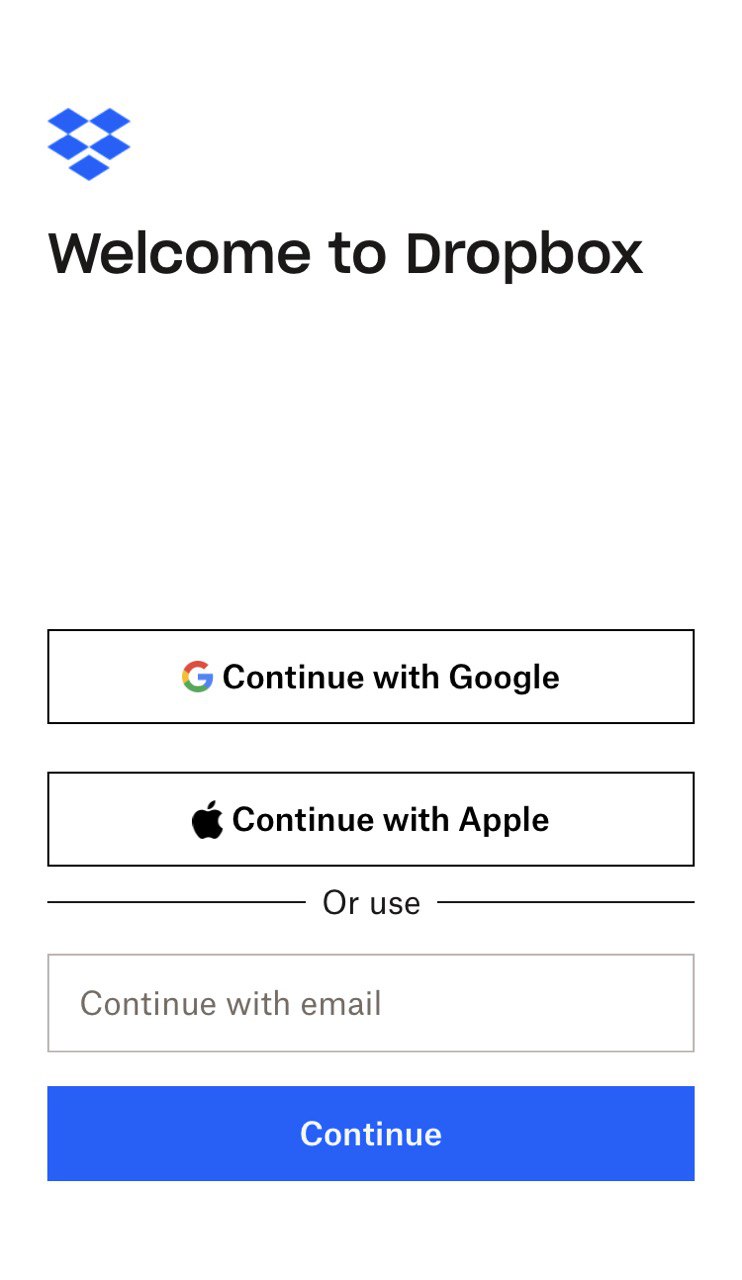 Welcome to Dropbox
Continue with Google
Continue with Apple
Or use
Continue with email
Continue